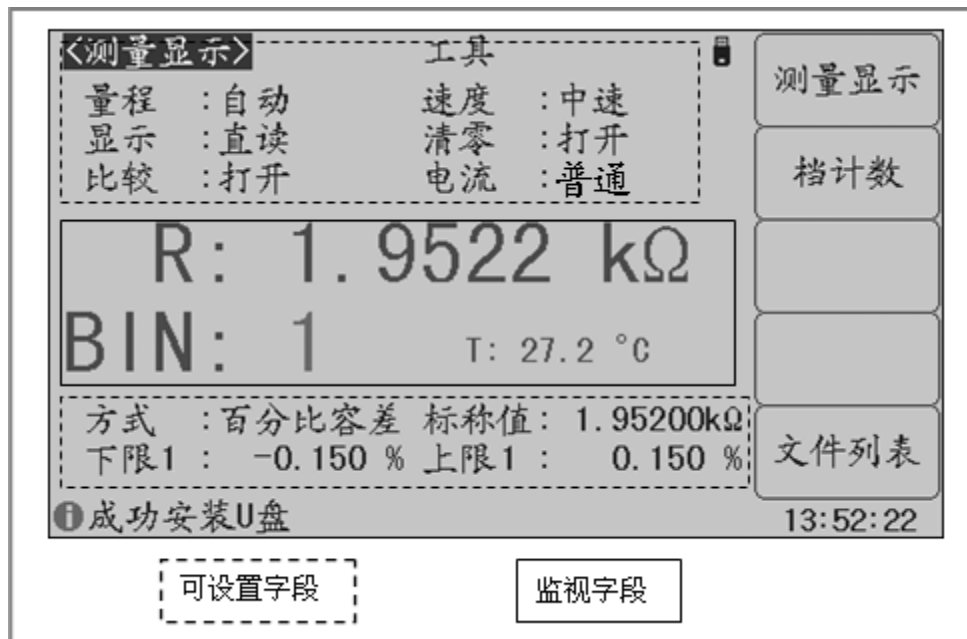 <测量显示> 工具
量程 :自动 速度 :中速
显示 :直读 清零 :打开
比较 :打开 电流 :普通
R: 1.9522 kΩ
BIN: 1 T: 27.2 °C
方式 :百分比容差 标称值: 1.95200kΩ
下限1 : -0.150 % 上限1 : 0.150 %
成功安装U盘
测量显示
档计数
文件列表
13:52:22
可设置字段 监视字段